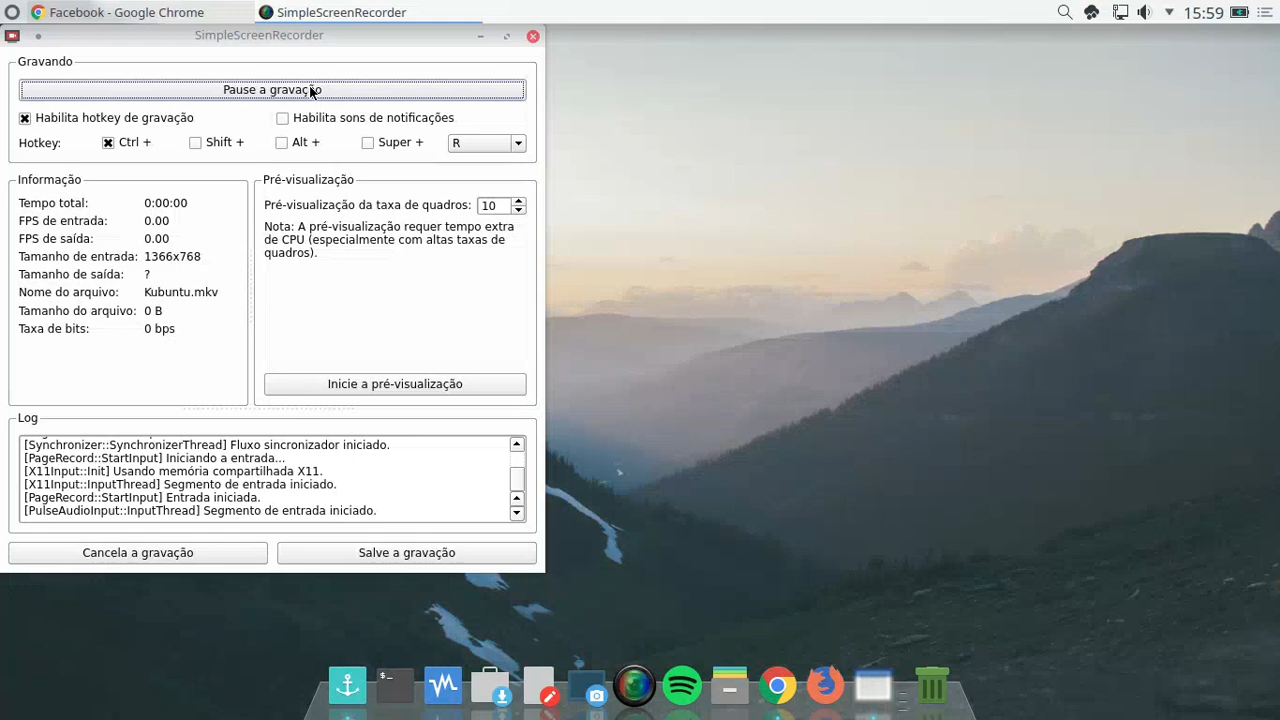 Facebook - Google Chrome
SimpleScreenRecorder
15:59
SimpleScreenRecorder
Gravando
Pause a gravação
Habilita hotkey de gravação
Habilita sons de notificações
Hotkey:
Ctrl +
Shift +
Alt +
Super +
R
Informação
Tempo total: 0:00:00
FPS de entrada: 0.00
FPS de saída: 0.00
Tamanho de entrada: 1366x768
Tamanho de saída: ?
Nome do arquivo: Kubuntu.mkv
Tamanho do arquivo: 0 B
Taxa de bits: 0 bps
Pré-visualização
Pré-visualização da taxa de quadros: 10
Nota: A pré-visualização requer tempo extra
de CPU (especialmente com altas taxas de
quadros).
Inicie a pré-visualização
Log
[Synchronizer::SynchronizerThread] Fluxo sincronizador iniciado.
[PageRecord::StartInput] Iniciando a entrada...
[X11Input::Init] Usando memória compartilhada X11.
[X11Input::InputThread] Segmento de entrada iniciado.
[PageRecord::StartInput] Entrada iniciada.
[PulseAudioInput::InputThread] Segmento de entrada iniciado.
Cancela a gravação
Salve a gravação